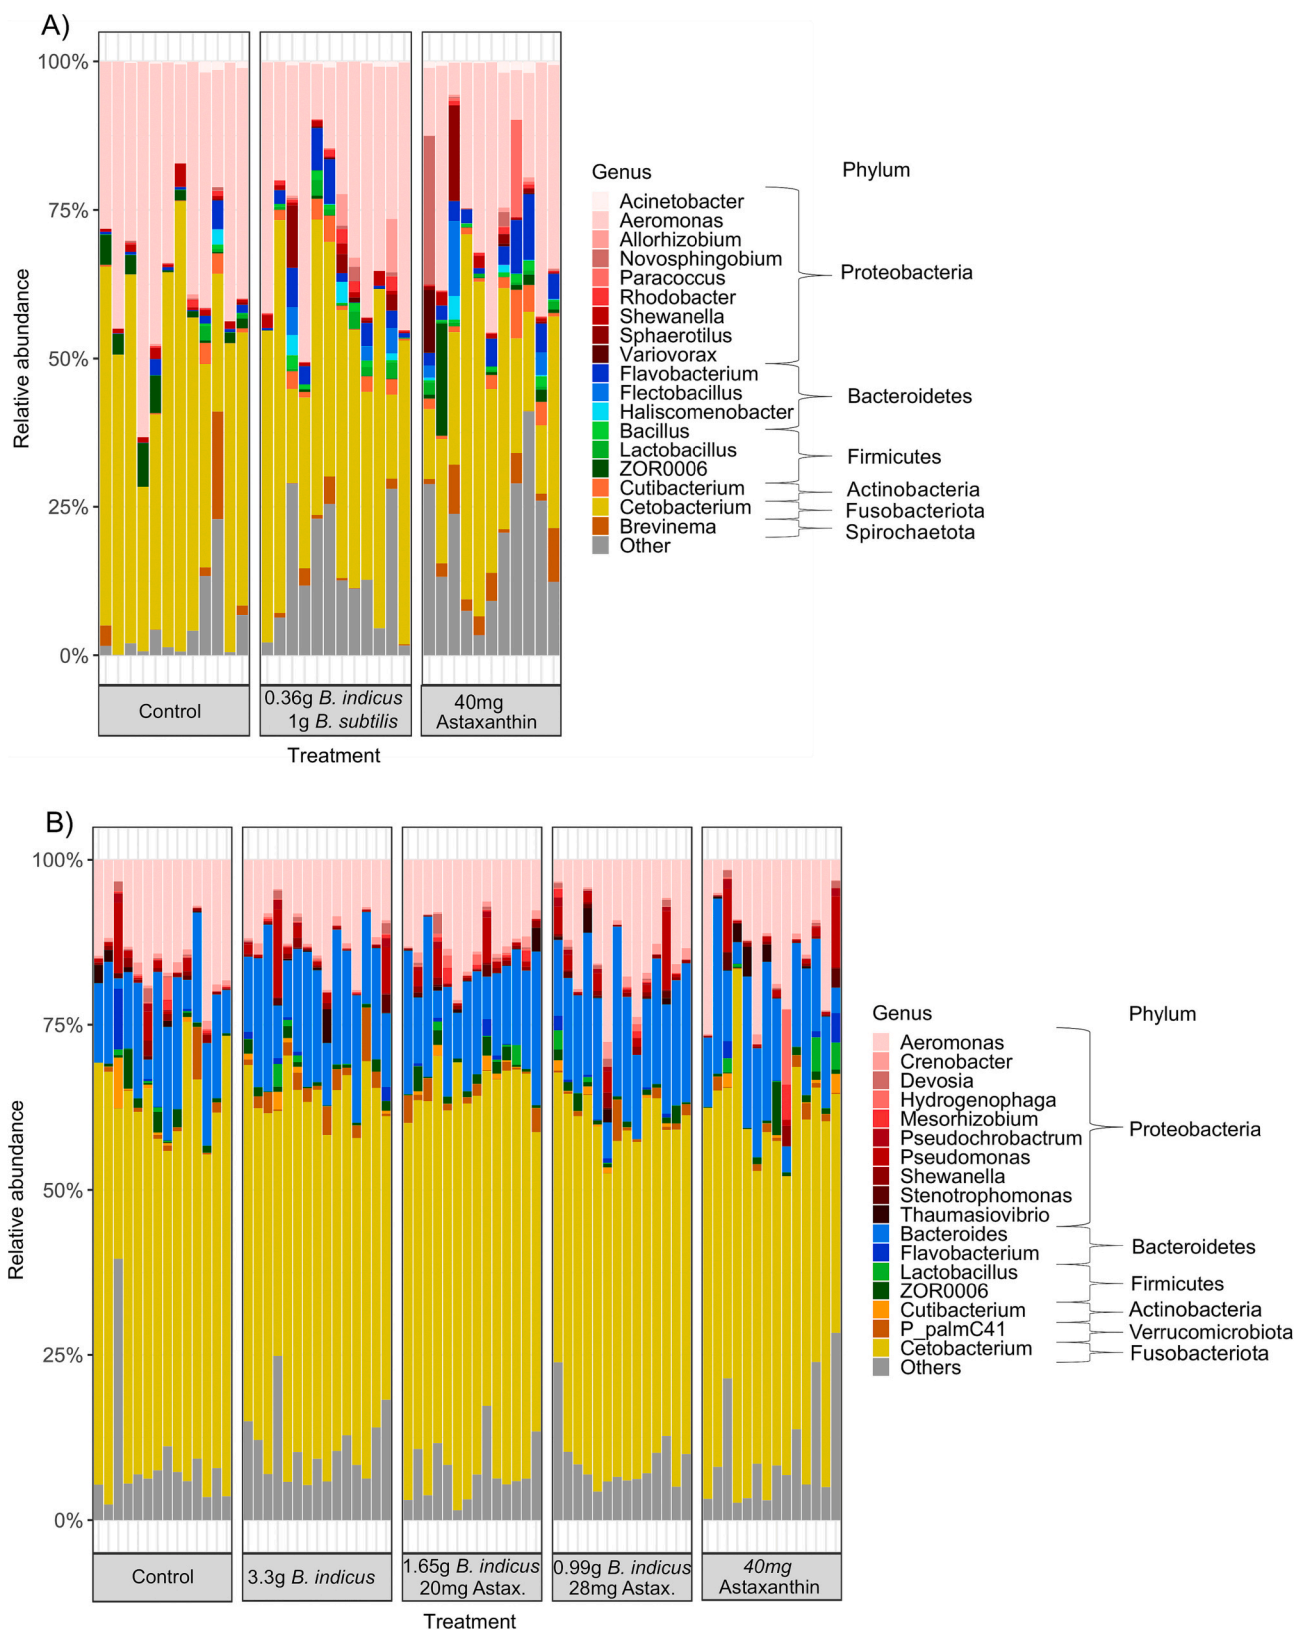 A)
100%
75%
50%
25%
0%
Relative abundance
Control
0.36g B. indicus
1g B. subtilis
40mg
Astaxanthin
Treatment
Genus
Phylum
Acinetobacter
Aeromonas
Allorhizobium
Novosphingobium
Paracoccus
Rhodobacter
Shewanella
Sphaerotilus
Variovorax
Flavobacterium
Flectobacillus
Haliscomenobacter
Bacillus
Lactobacillus
ZOR0006
Cutibacterium
Cetobacterium
Brevinema
Other
Proteobacteria
Bacteroidetes
Firmicutes
Actinobacteria
Fusobacteriota
Spirochaetota
B)
100%
75%
50%
25%
0%
Relative abundance
Control
3.3g B. indicus
1.65g B. indicus
20mg Astax.
0.99g B. indicus
28mg Astax.
40mg
Astaxanthin
Treatment
Genus
Phylum
Aeromonas
Crenobacter
Devosia
Hydrogenophaga
Mesorhizobium
Pseudochrobactrum
Pseudomonas
Shewanella
Stenotrophomonas
Thaumasiovibrio
Bacteroides
Flavobacterium
Lactobacillus
ZOR0006
Cutibacterium
P_palmC41
Cetobacterium
Others
Proteobacteria
Bacteroidetes
Firmicutes
Actinobacteria
Verrucomicrobiota
Fusobacteriota